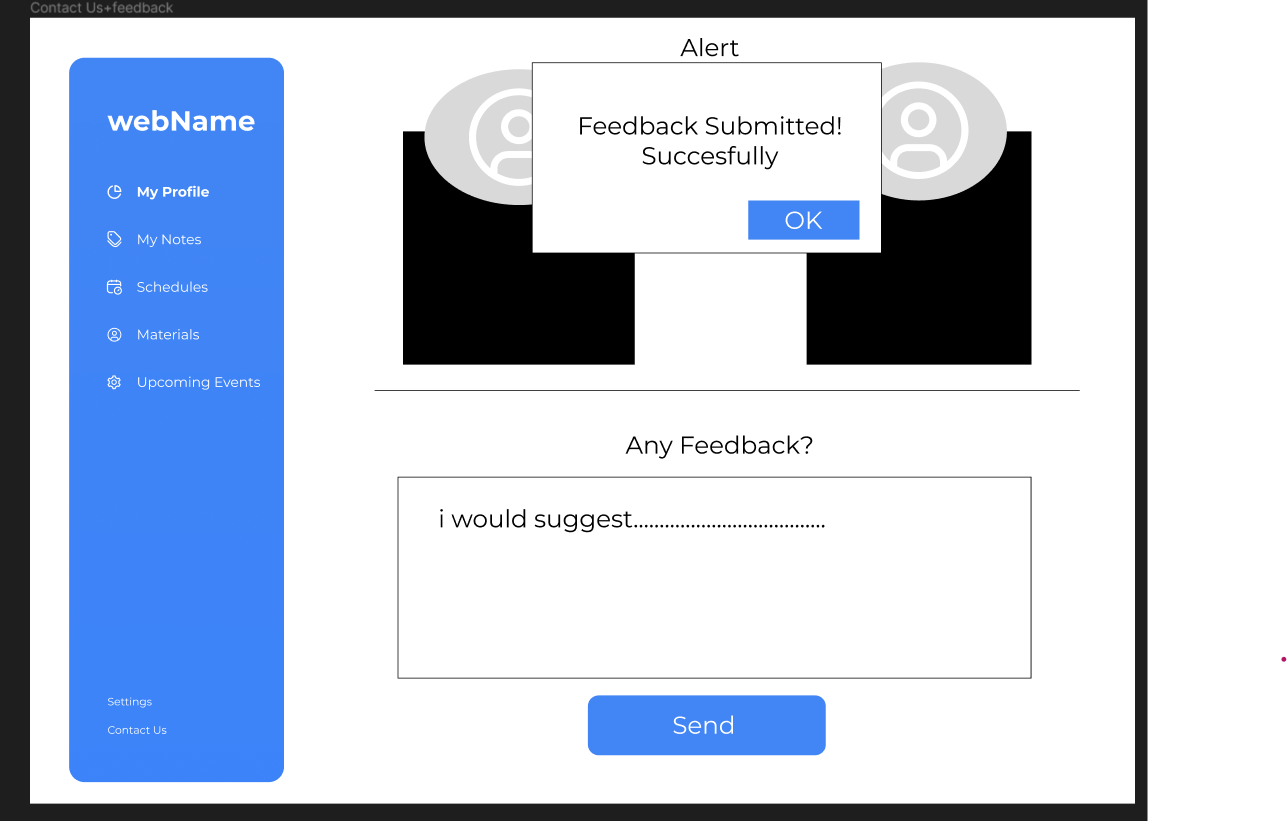 Contact Us+feedback
webName
My Profile
My Notes
Schedules
Materials
Upcoming Events
Settings
Contact Us
Alert
Feedback Submitted!
Succesfully
OK
Any Feedback?
i would suggest.....................................
Send